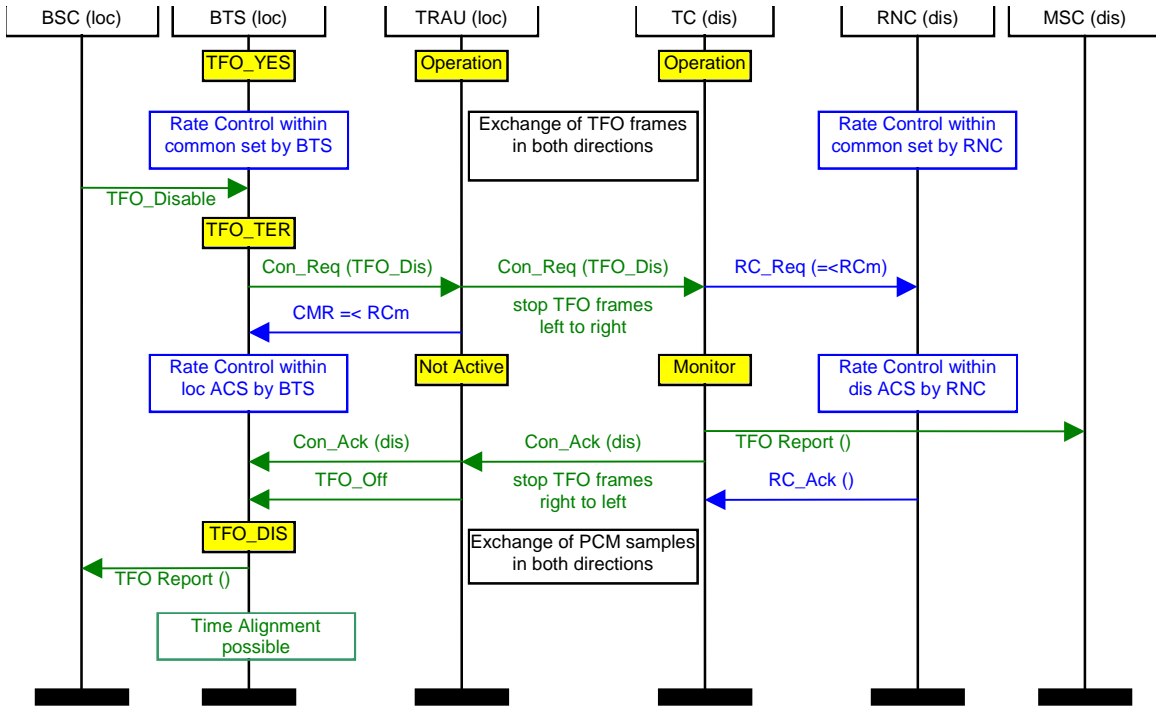 BSC (loc)
BTS (loc)
TRAU (loc)
TC (dis)
RNC (dis)
MSC (dis)
TFO_YES
Operation
Operation
Rate Control within
common set by BTS
Exchange of TFO frames
in both directions
Rate Control within
common set by RNC
TFO_Disable
TFO_TER
Con_Req (TFO_Dis)
Con_Req (TFO_Dis)
RC_Req (=<RCm)
CMR =< RCm
stop TFO frames
left to right
Rate Control within
loc ACS by BTS
Not Active
Monitor
Rate Control within
dis ACS by RNC
Con_Ack (dis)
Con_Ack (dis)
TFO Report ()
TFO_Off
stop TFO frames
right to left
RC_Ack ()
TFO_DIS
Exchange of PCM samples
in both directions
TFO Report ()
Time Alignment
possible